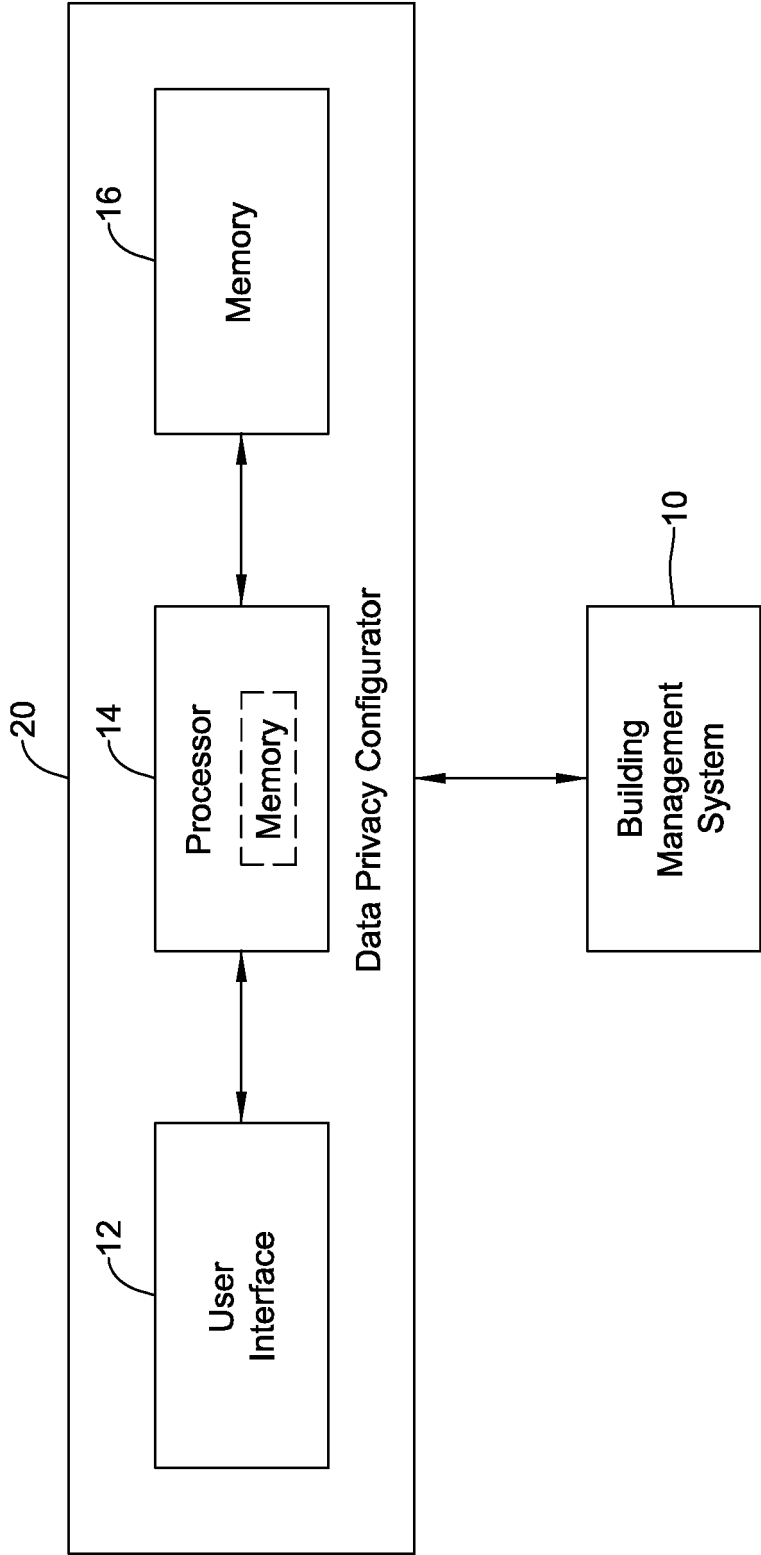 20
12
14
16
User
Interface
Processor
Memory
Memory
Data Privacy Configurator
10
Building
Management
System